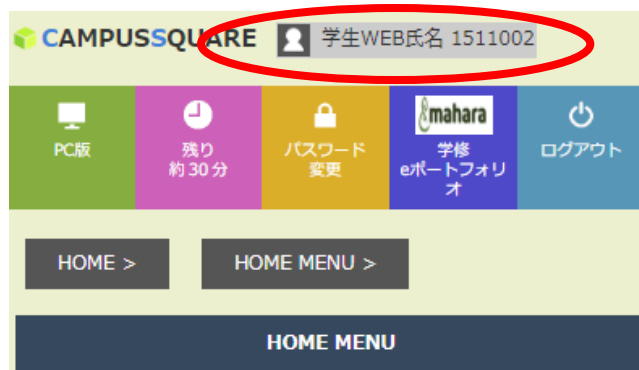 CAMPUSSQUARE 学生WEB氏名 1511002
PC版
残り
約30分
パスワード
変更
mahara
学修
eポートフォリ
オ
ログアウト
HOME >
HOME MENU >
HOME MENU